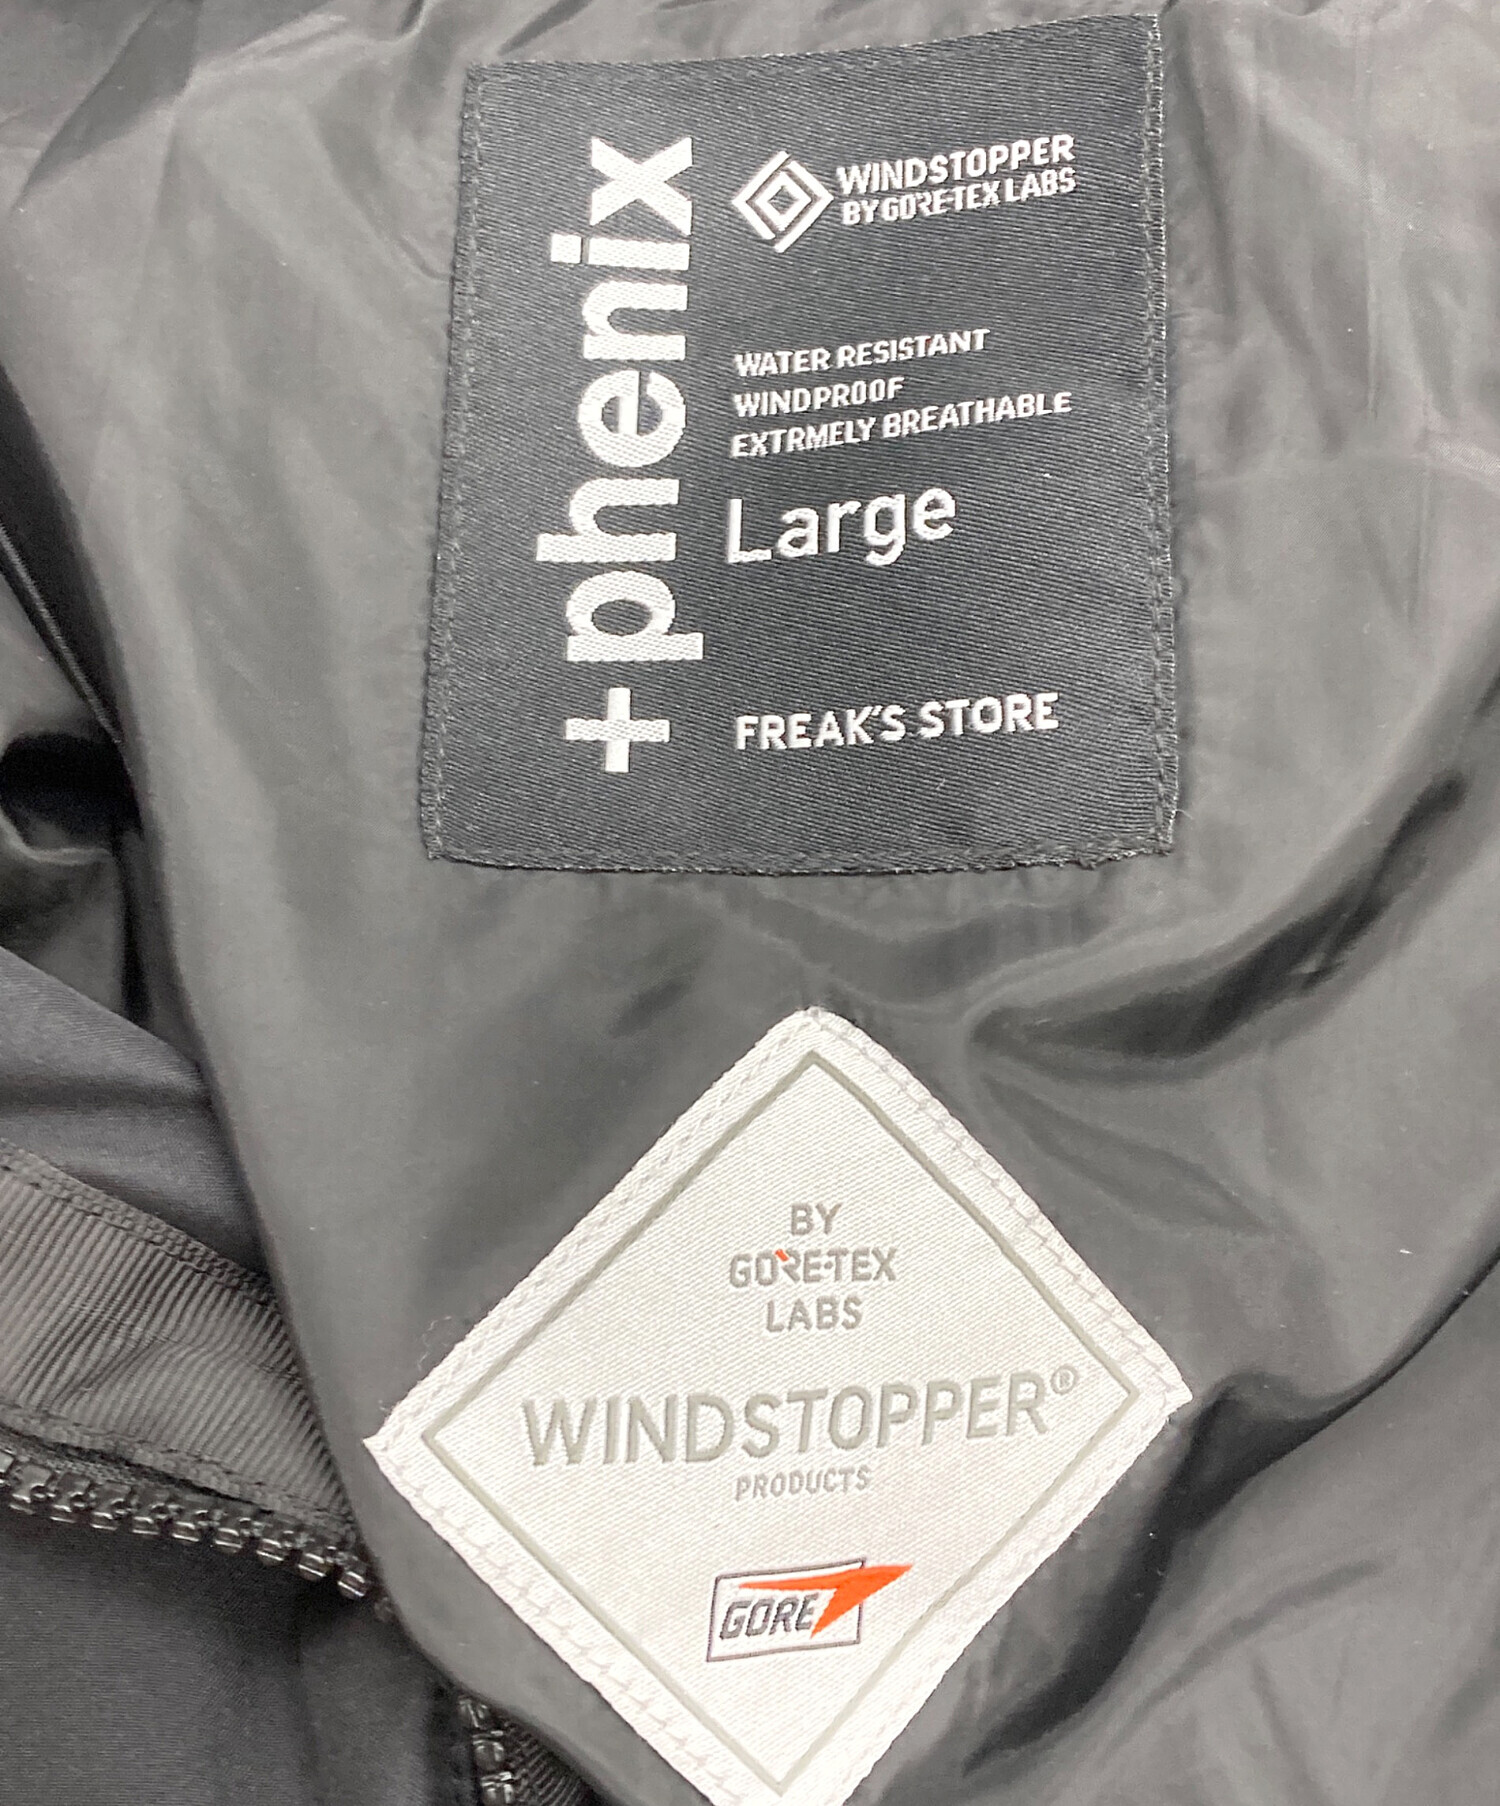 +phenix
WINDSTOPPER
BY GORE-TEX LABS
WATER RESISTANT
WINDPROOF
EXTRMELY BREATHABLE
Large
FREAK'S STORE
BY
GORE-TEX
LABS
WINDSTOPPER®
PRODUCTS
GORE